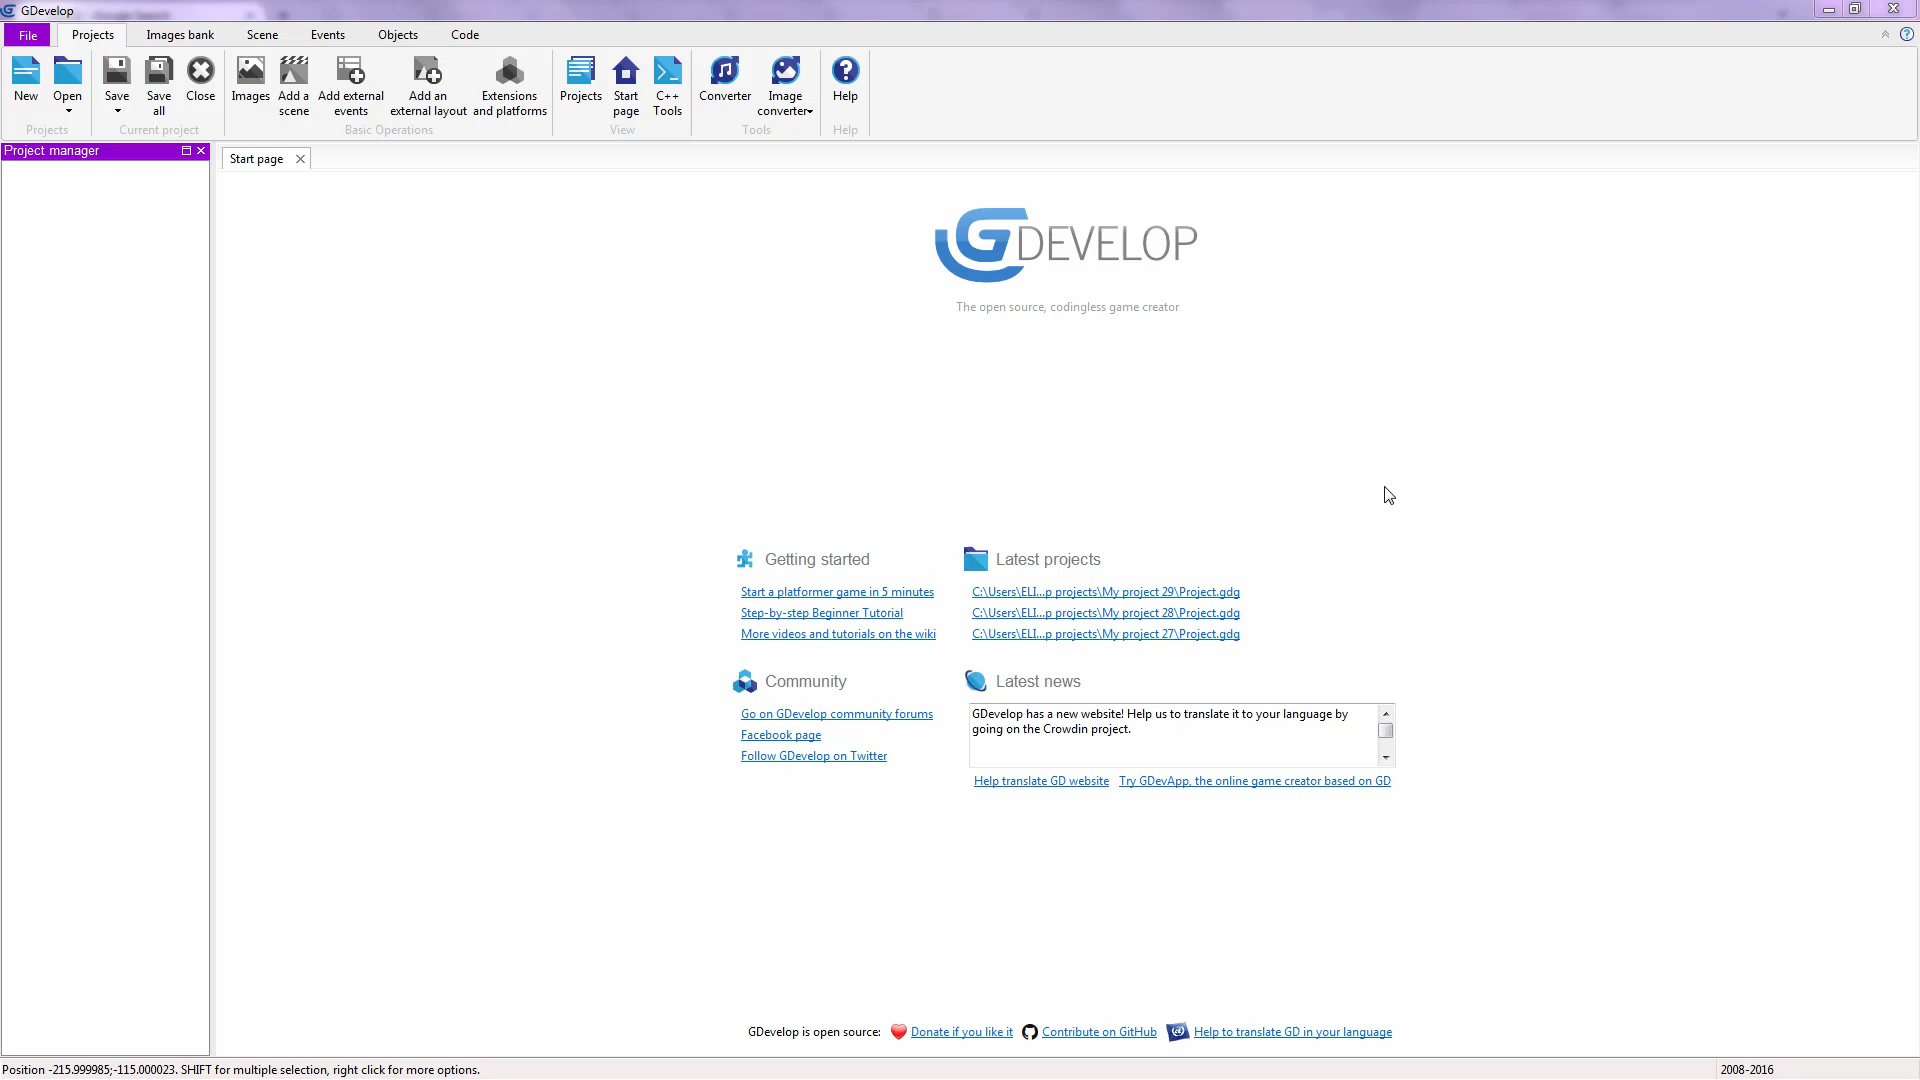 GDevelop
File Projects Images bank Scene Events Objects Code
New Open Save Save all Close Images Add a scene Add external events Add an external layout Extensions and platforms Projects Start page C++ Tools Converter Image converter Help
Projects Current project Basic Operations View Tools Help
Project manager
Start page
GDEVELOP
The open source, codingless game creator
Getting started
Start a platformer game in 5 minutes
Step-by-step Beginner Tutorial
More videos and tutorials on the wiki
Latest projects
C:\Users\ELI...p projects\My project 29\Project.gdg
C:\Users\ELI...p projects\My project 28\Project.gdg
C:\Users\ELI...p projects\My project 27\Project.gdg
Community
Go on GDevelop community forums
Facebook page
Follow GDevelop on Twitter
Latest news
GDevelop has a new website! Help us to translate it to your language by
going on the Crowdin project.
Help translate GD website Try GDevApp, the online game creator based on GD
GDevelop is open source: Donate if you like it Contribute on GitHub Help to translate GD in your language
Position -215.999985;-115.000023. SHIFT for multiple selection, right click for more options. 2008-2016